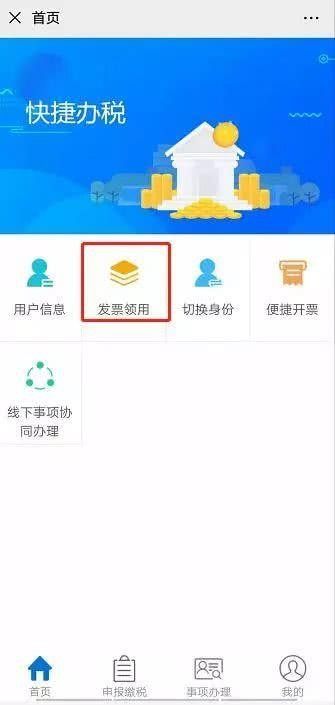 首页
快捷办税
用户信息
发票领用
切换身份
便捷开票
线下事项协
同办理
首页
申报缴税
事项办理
我的